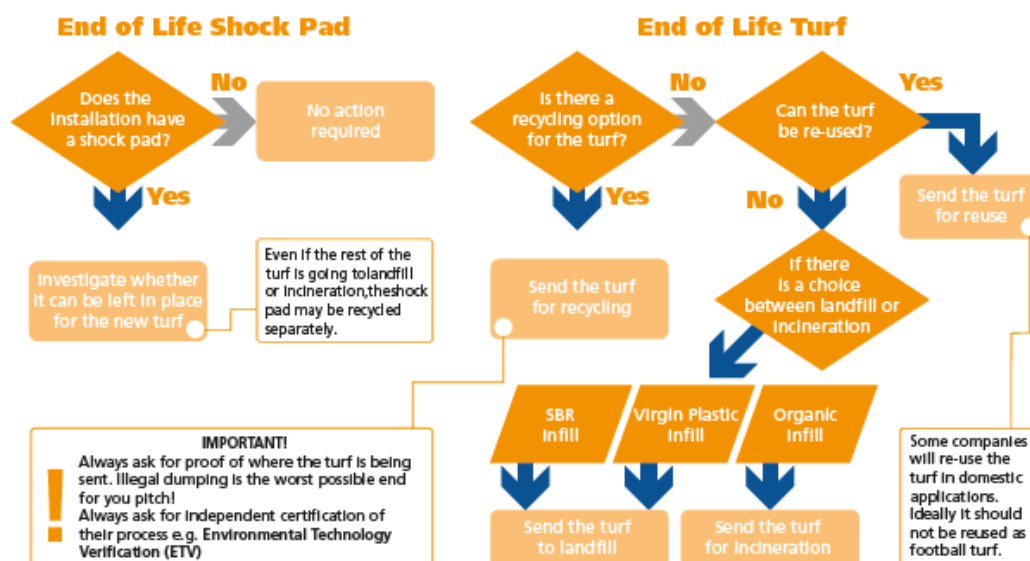 End of Life Shock Pad
Does the
installation have
a shock pad?
No
No action
required
Yes
Investigate whether
it can be left in place
for the new turf
Even if the rest of the
turf is going tolandfill
or incineration,theshock
pad may be recycled
separately.
End of Life Turf
Is there a
recycling option
for the turf?
No
Can the turf
be re-used?
Yes
Send the turf
for reuse
Yes
Send the turf
for recycling
No
If there
is a choice
between landfill or
incineration
SBR
Infill
Virgin Plastic
Infill
Organic
Infill
Send the turf
to landfill
Send the turf
for incineration
IMPORTANT!
Always ask for proof of where the turf is being
sent. Illegal dumping is the worst possible end
for you pitch!
Always ask for independent certification of
their process e.g. Environmental Technology
Verification (ETV)
Some companies
will re-use the
turf in domestic
applications.
Ideally it should
not be reused as
football turf.